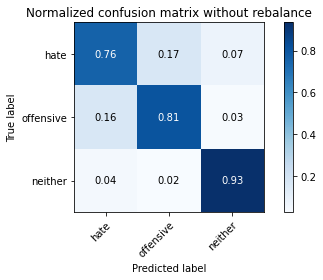 Normalized confusion matrix without rebalance
hate 0.76 0.17 0.07
offensive 0.16 0.81 0.03
neither 0.04 0.02 0.93
hate offensive neither
True label
Predicted label
0.8
0.6
0.4
0.2